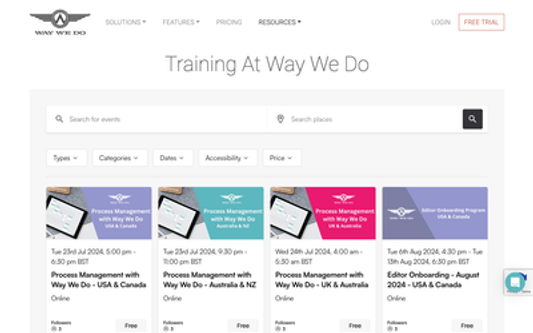 WAY WE DO
SOLUTIONS FEATURES PRICING RESOURCES LOGIN FREE TRIAL
Training At Way We Do
Search for events Search places
Types Categories Dates Accessibility Price
Process Management
with Way We Do
USA & Canada
Process Management
with Way We Do
Australia & NZ
Process Management
with Way We Do
UK & Australia
Editor Onboarding Program
USA & Canada
Tue 23rd Jul 2024, 5:00 pm -
6:30 pm BST
Process Management with
Way We Do - USA & Canada
Online
Followers
3
Free
Tue 23rd Jul 2024, 9:30 pm -
11:00 pm BST
Process Management with
Way We Do - Australia & NZ
Online
Followers
3
Free
Wed 24th Jul 2024, 4:00 am -
5:30 am BST
Process Management with
Way We Do - UK & Australia
Online
Followers
3
Free
Tue 6th Aug 2024, 4:30 pm - Tue
13th Aug 2024, 6:30 pm BST
Editor Onboarding - August
2024 - USA & Canada
Online
Followers
3
Free